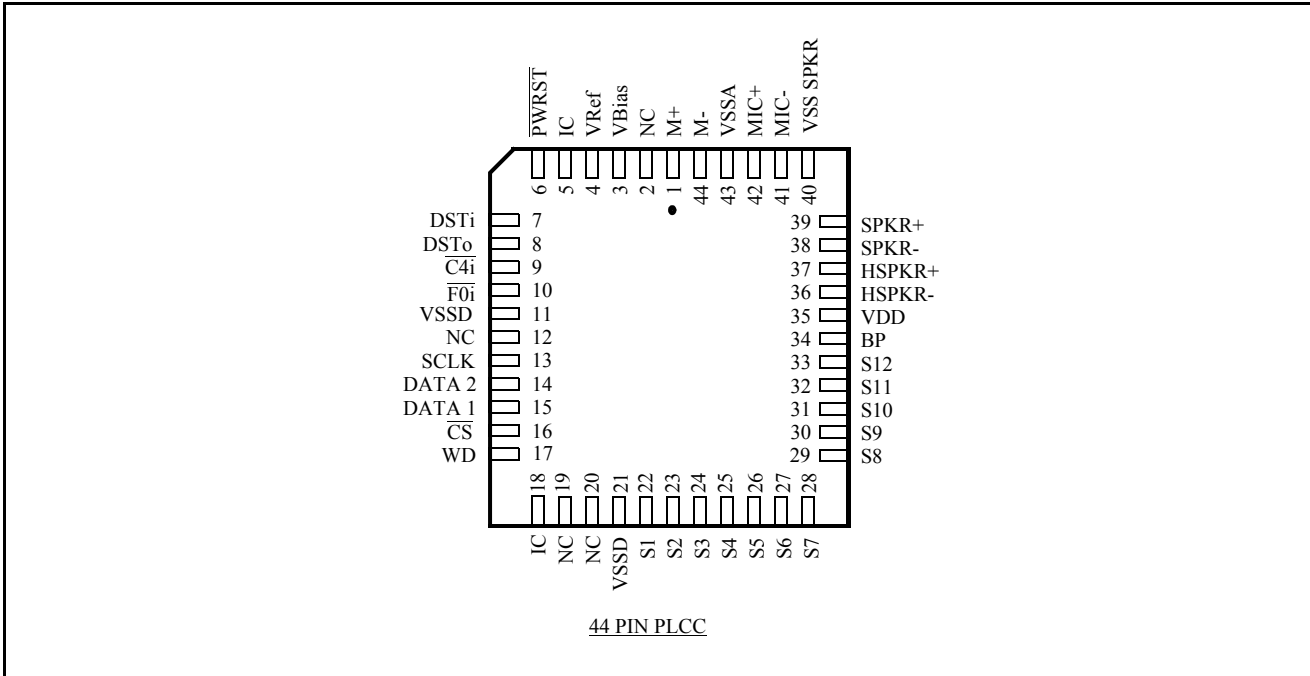 PWRST
IC
VRef
VBias
NC
M+
M-
VSSA
MIC+
MIC-
VSS SPKR
6
5
4
3
2
1
44
43
42
41
40
DSTi 7
DSTo 8
C4i 9
F0i 10
VSSD 11
NC 12
SCLK 13
DATA 2 14
DATA 1 15
CS 16
WD 17
39 SPKR+
38 SPKR-
37 HSPKR+
36 HSPKR-
35 VDD
34 BP
33 S12
32 S11
31 S10
30 S9
29 S8
18
19
20
21
22
23
24
25
26
27
28
IC
NC
NC
VSSD
S1
S2
S3
S4
S5
S6
S7
44 PIN PLCC